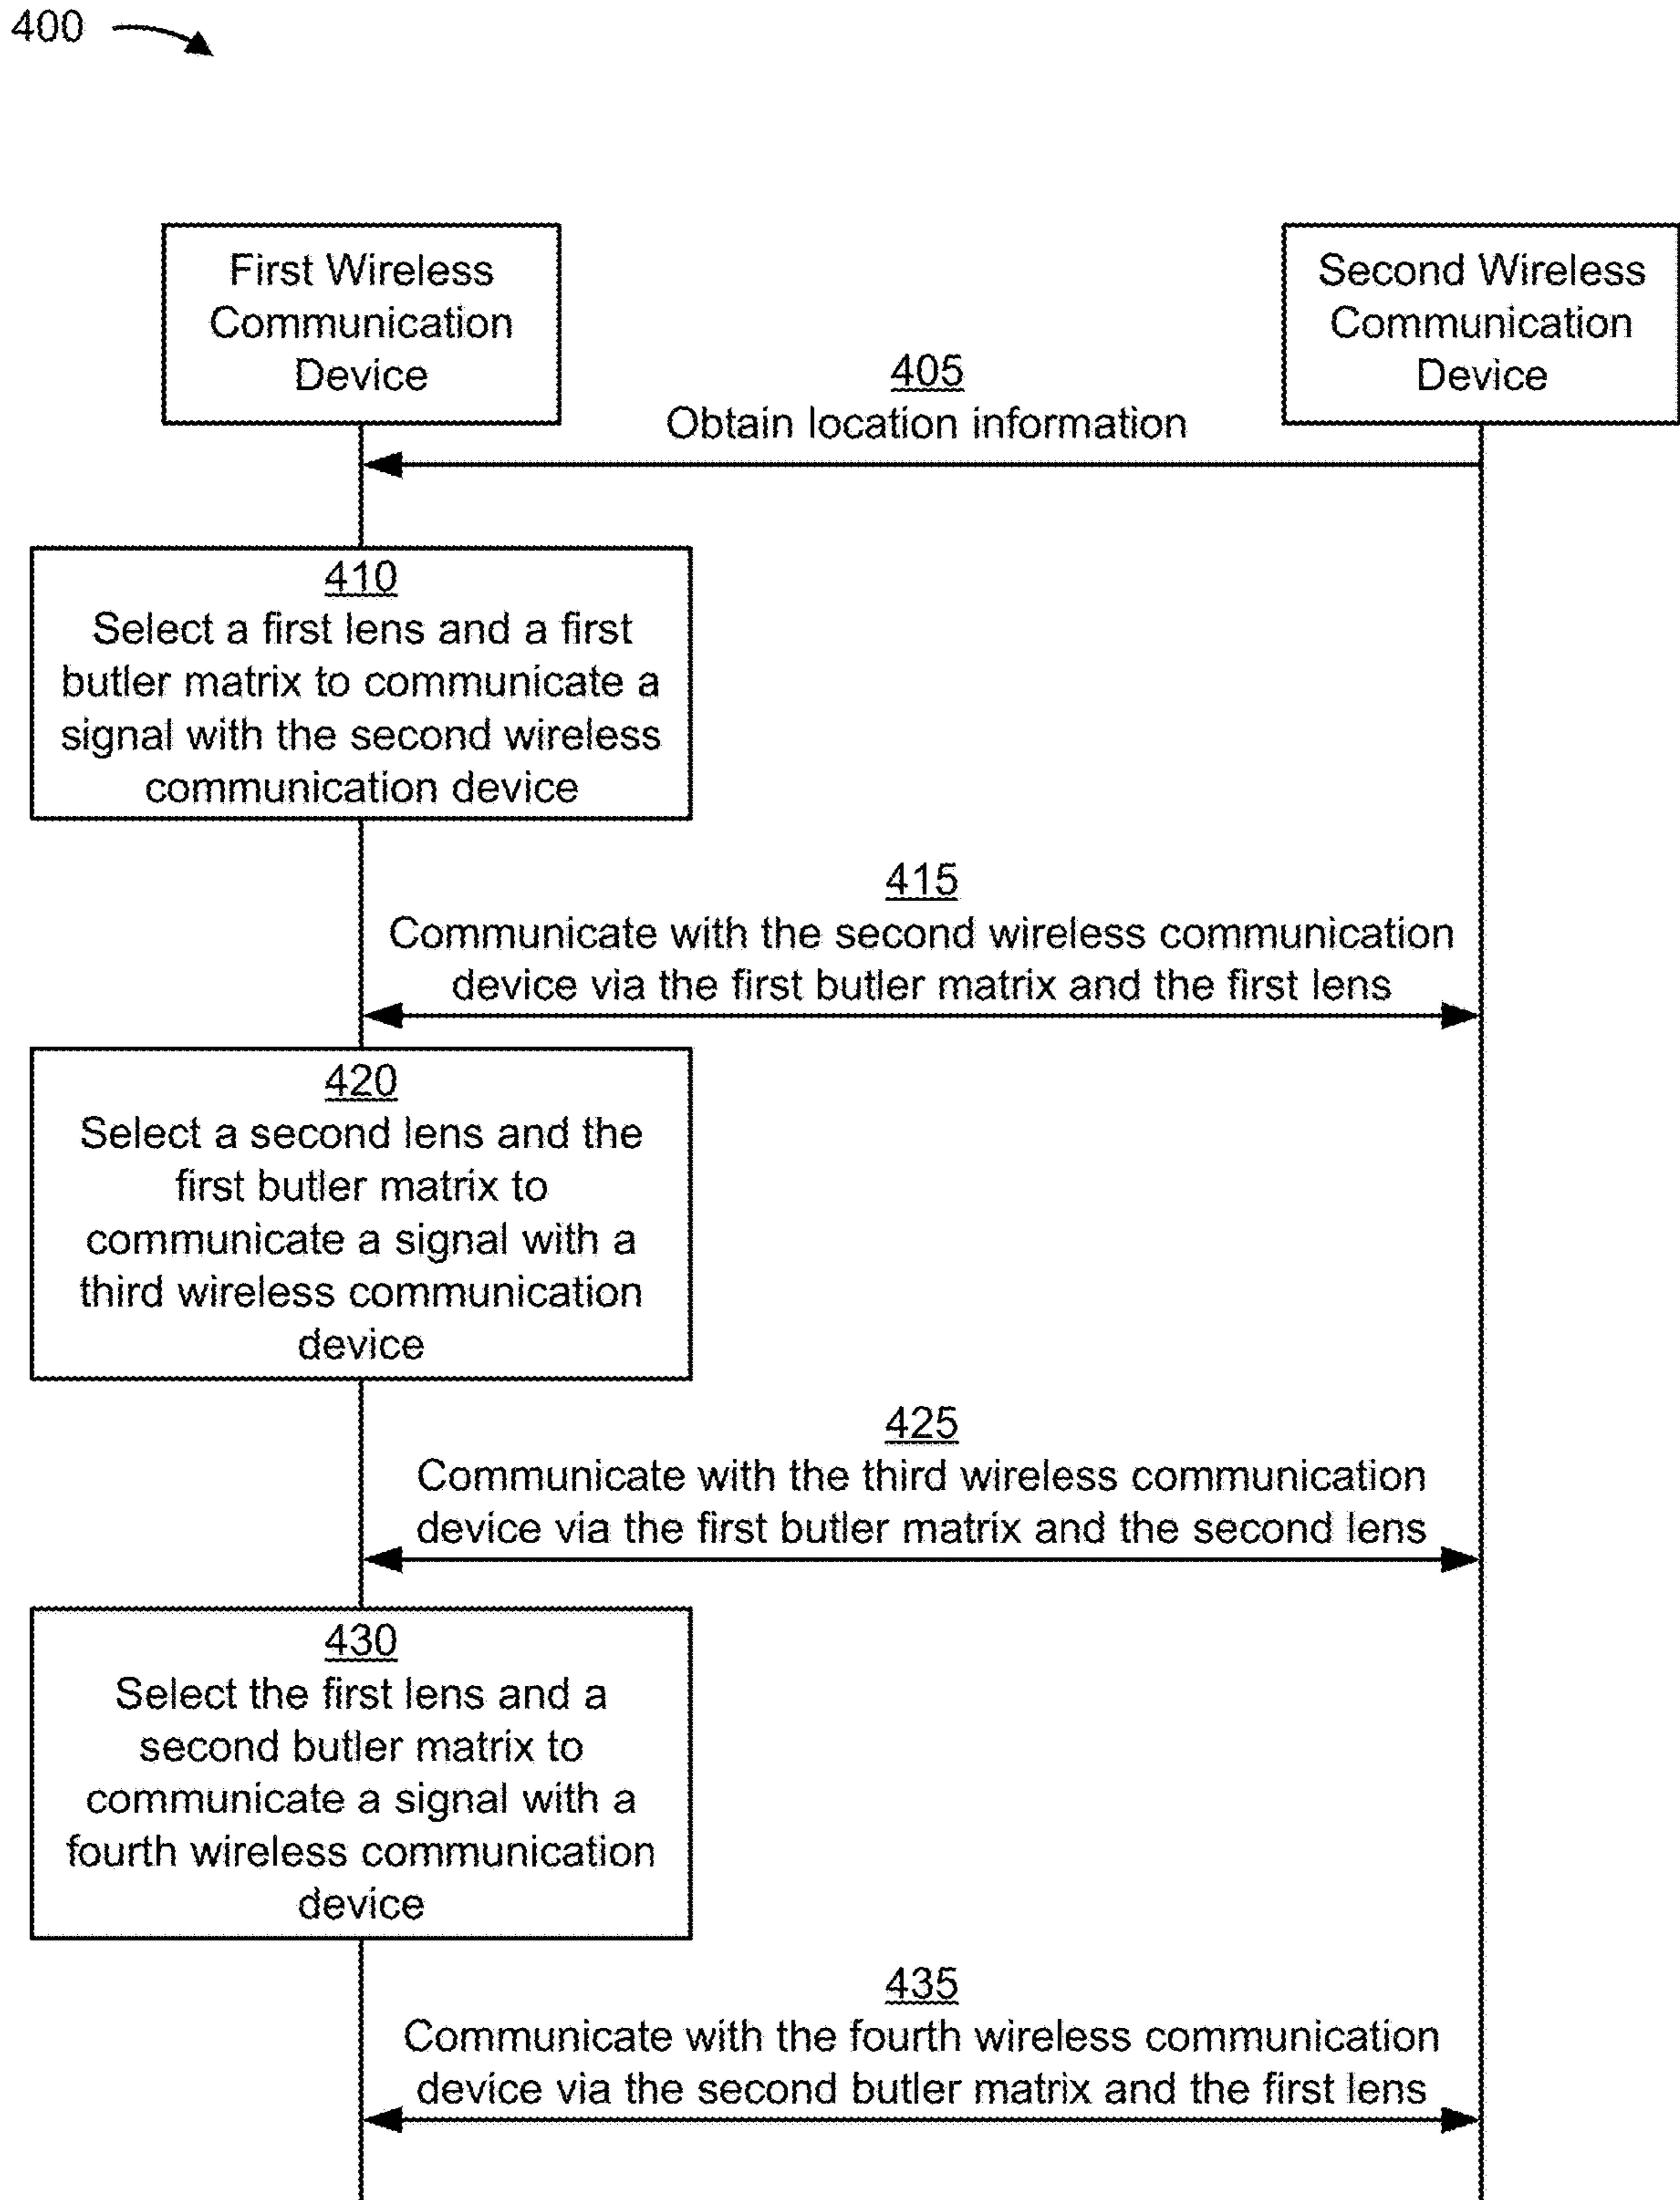 400
First Wireless
Communication
Device
Second Wireless
Communication
Device
405
Obtain location information
410
Select a first lens and a first
butler matrix to communicate a
signal with the second wireless
communication device
415
Communicate with the second wireless communication
device via the first butler matrix and the first lens
420
Select a second lens and the
first butler matrix to
communicate a signal with a
third wireless communication
device
425
Communicate with the third wireless communication
device via the first butler matrix and the second lens
430
Select the first lens and a
second butler matrix to
communicate a signal with a
fourth wireless communication
device
435
Communicate with the fourth wireless communication
device via the second butler matrix and the first lens